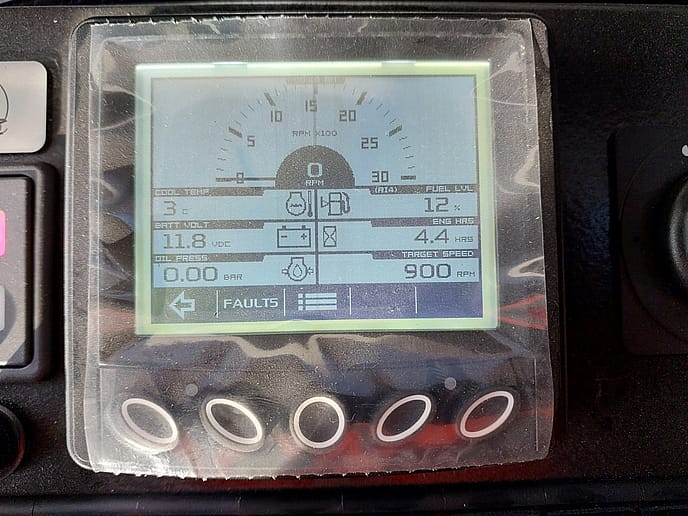 15
10 20
RPM X100
5 25
0 0 30
RPM
COOL TEMP (RI4) FUEL LVL
3 C 12 %
BATT VOLT ENG HRS
11.8 VDC 4.4 HRS
OIL PRESS TARGET SPEED
0.00 BAR 900 RPM
FAULTS